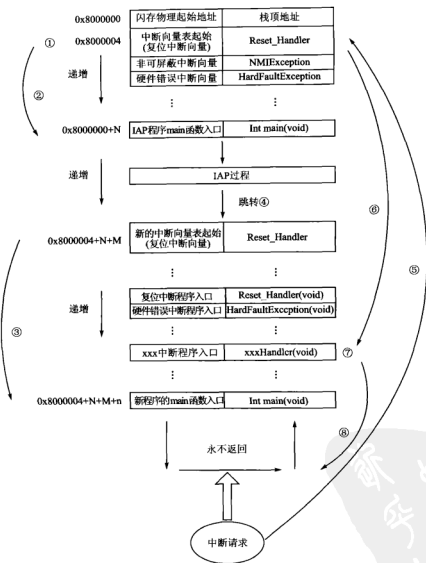 0x8000000 闪存物理起始地址 栈顶地址
① 0x8000004 中断向量表起始 (复位中断向量) Reset_Handler
非可屏蔽中断向量 NMIException
递增 硬件错误中断向量 HardFaultException
②
0x8000000+N IAP程序main函数入口 Int main(void)
递增 IAP过程
跳转④
⑥
0x8000004+N+M 新的中断向量表起始 (复位中断向量) Reset_Handler
⑤
复位中断程序入口 Reset_Handler(void)
递增 硬件错误中断程序入口 HardFaultException(void)
③
xxx中断程序入口 xxxHandler(void) ⑦
0x8000004+N+M+n 新程序的main函数入口 Int main(void)
⑧
永不返回
中断请求